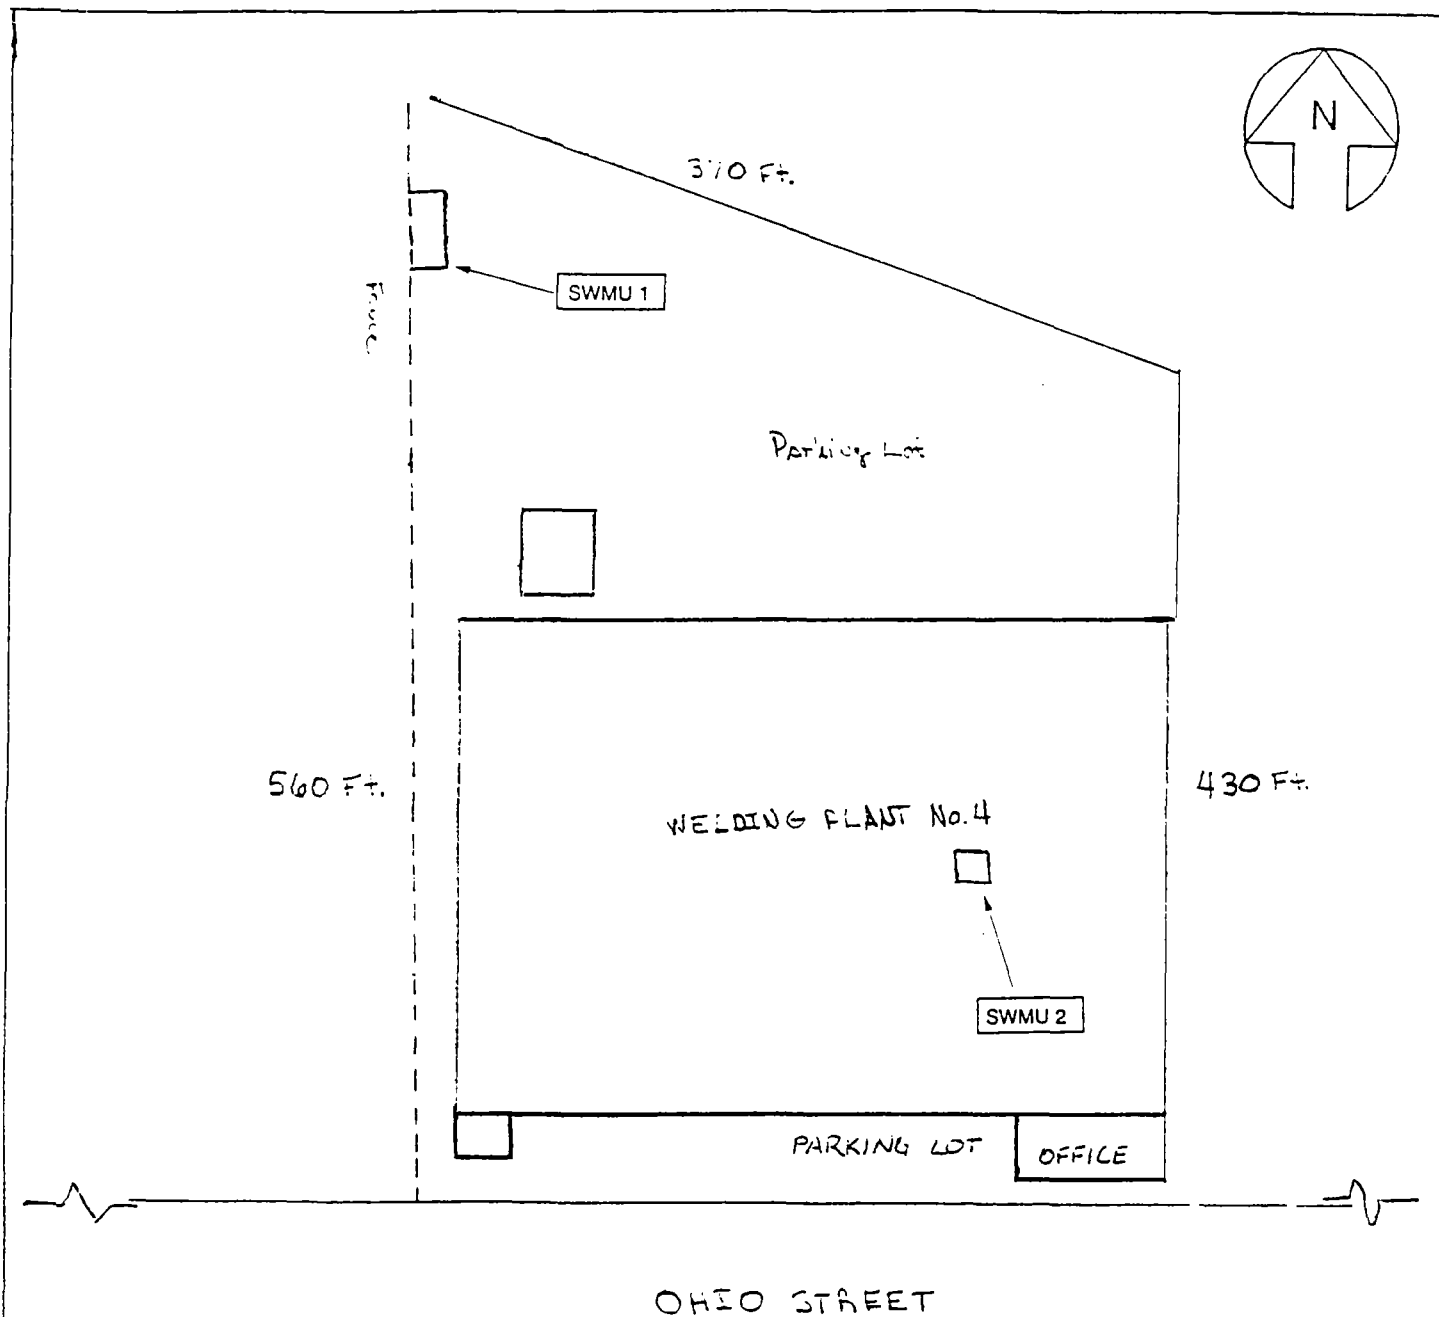 N
370 Ft.
SWMU 1
Fence
Parking Lot
560 Ft.
430 Ft.
WELDING PLANT No.4
SWMU 2
PARKING LOT
OFFICE
OHIO STREET